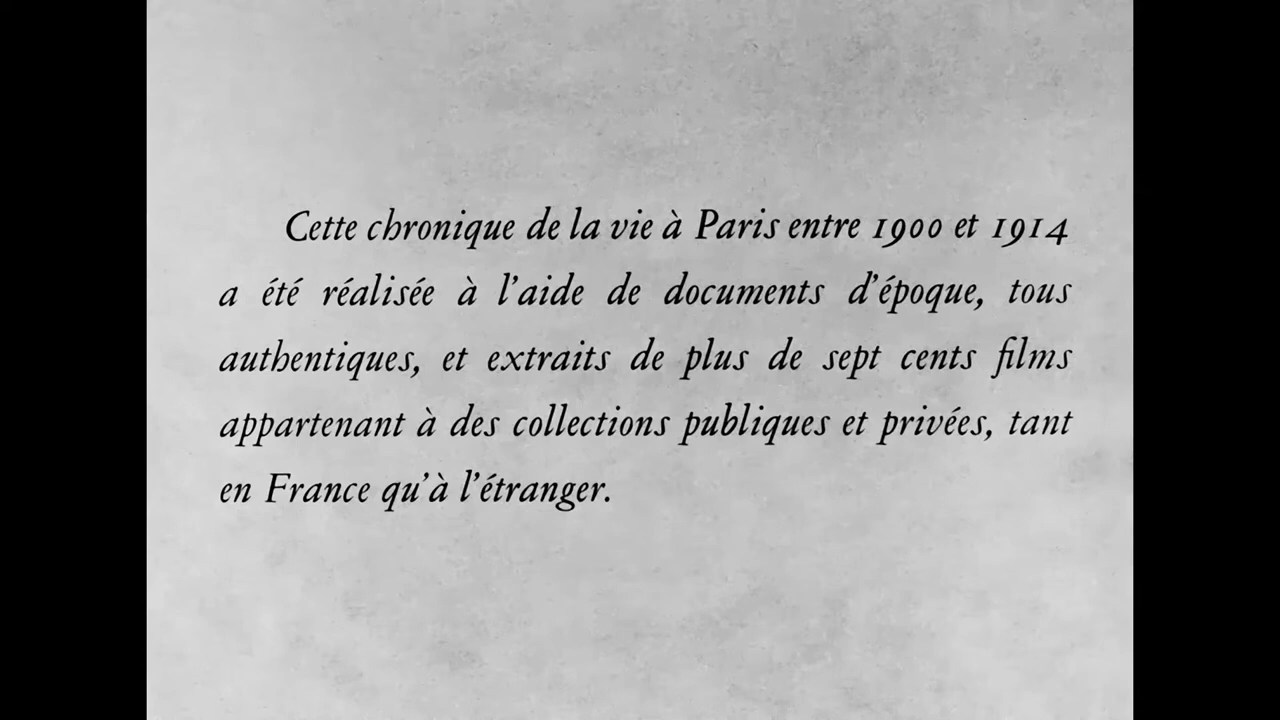 Cette chronique de la vie à Paris entre 1900 et 1914
a été réalisée à l'aide de documents d'époque, tous
authentiques, et extraits de plus de sept cents films
appartenant à des collections publiques et privées, tant
en France qu'à l'étranger.